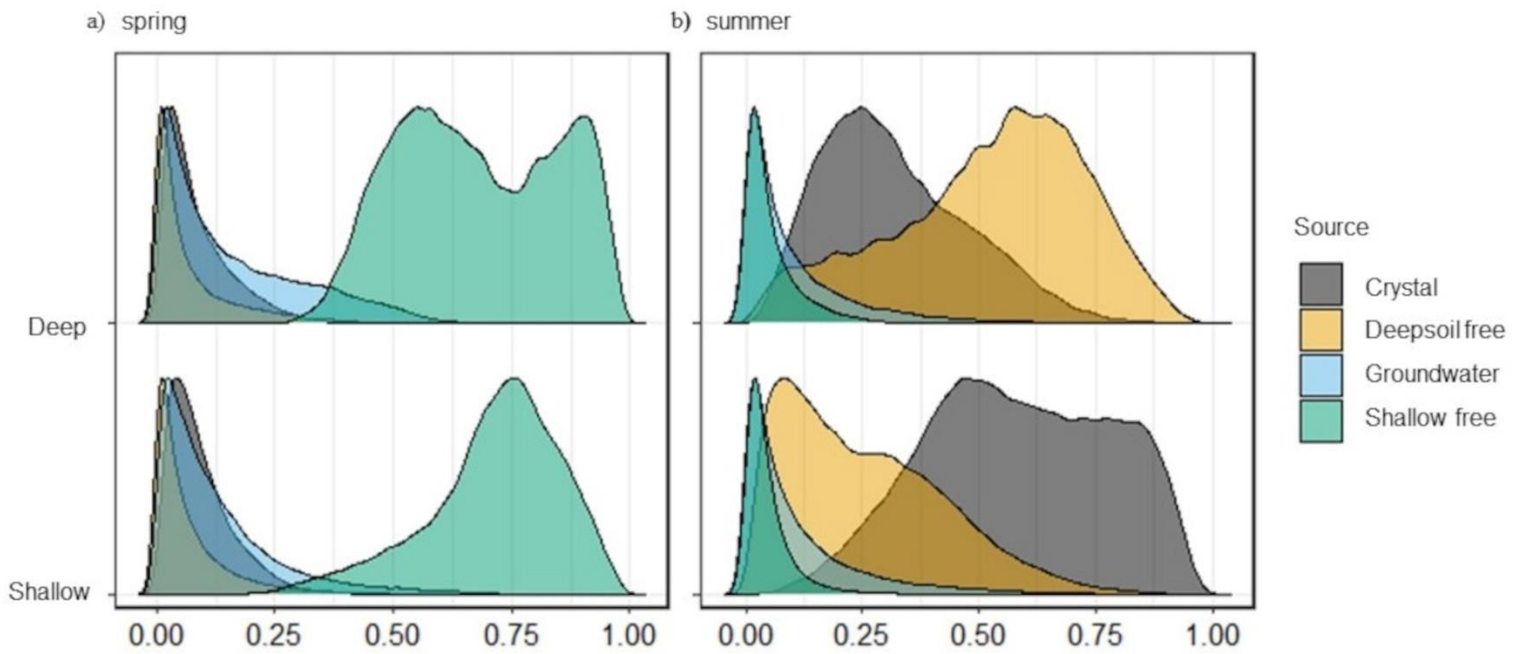 a) spring
b) summer
Deep
Shallow
0.00 0.25 0.50 0.75 1.00
0.00 0.25 0.50 0.75 1.00
Source
Crystal
Deepsoil free
Groundwater
Shallow free